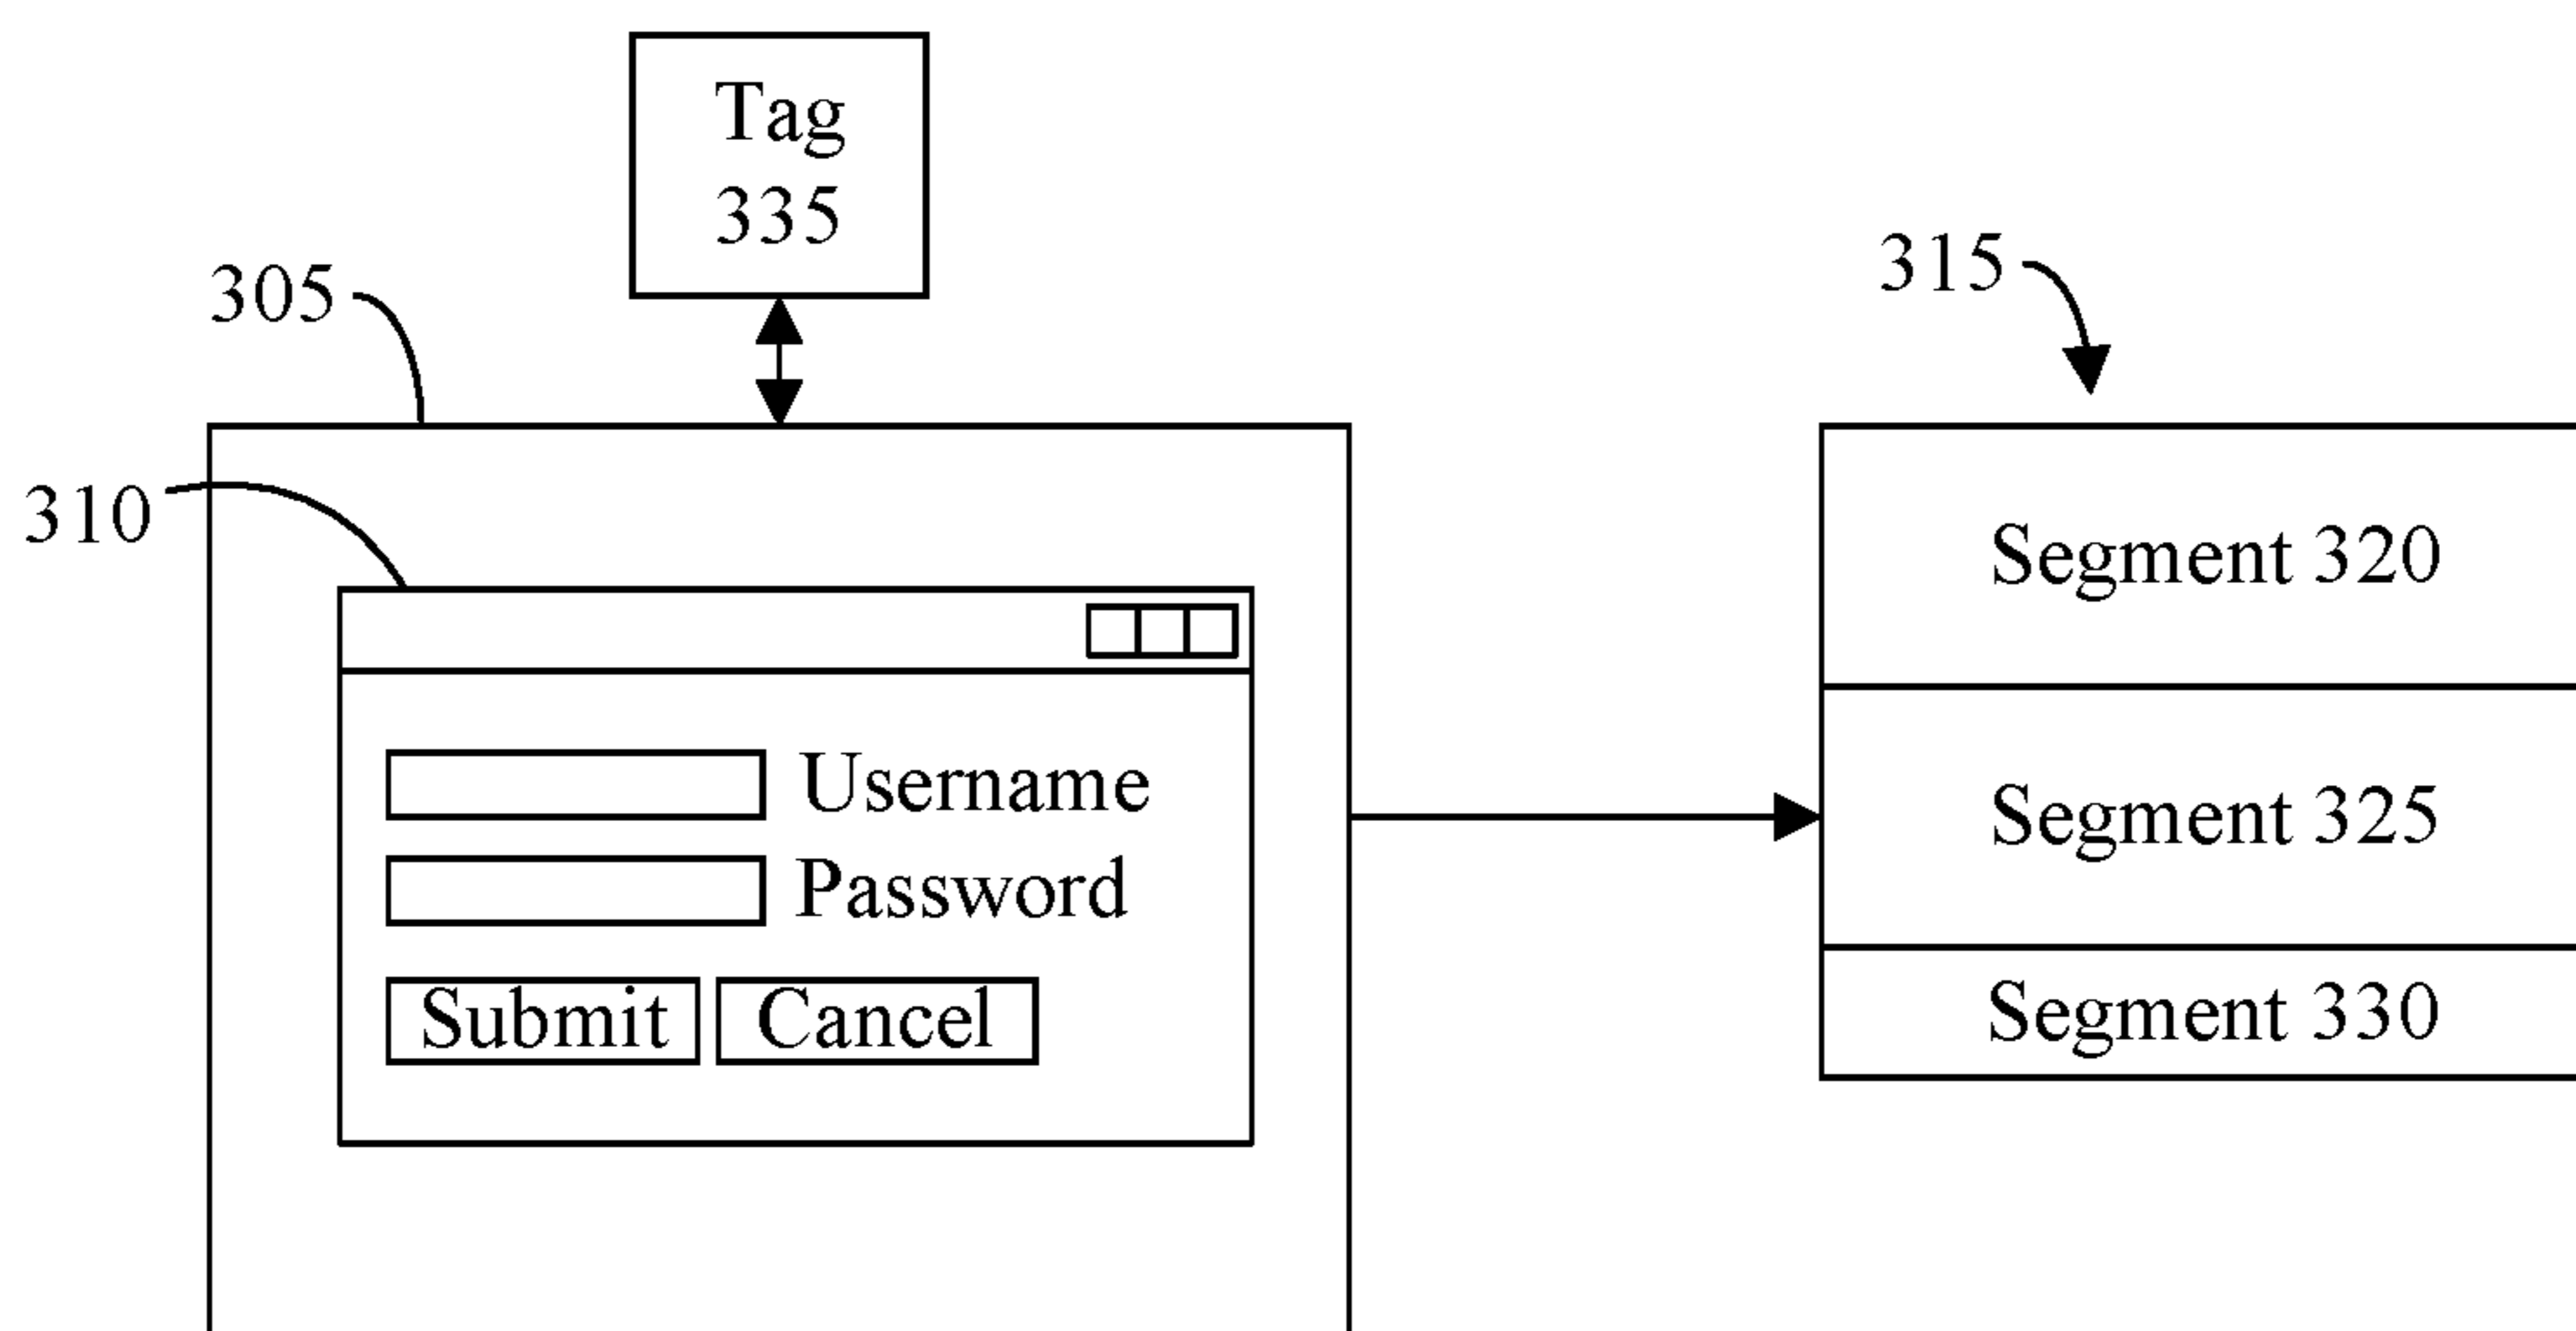 Tag
335
305
315
310
Segment 320
Username
Segment 325
Password
Submit Cancel
Segment 330